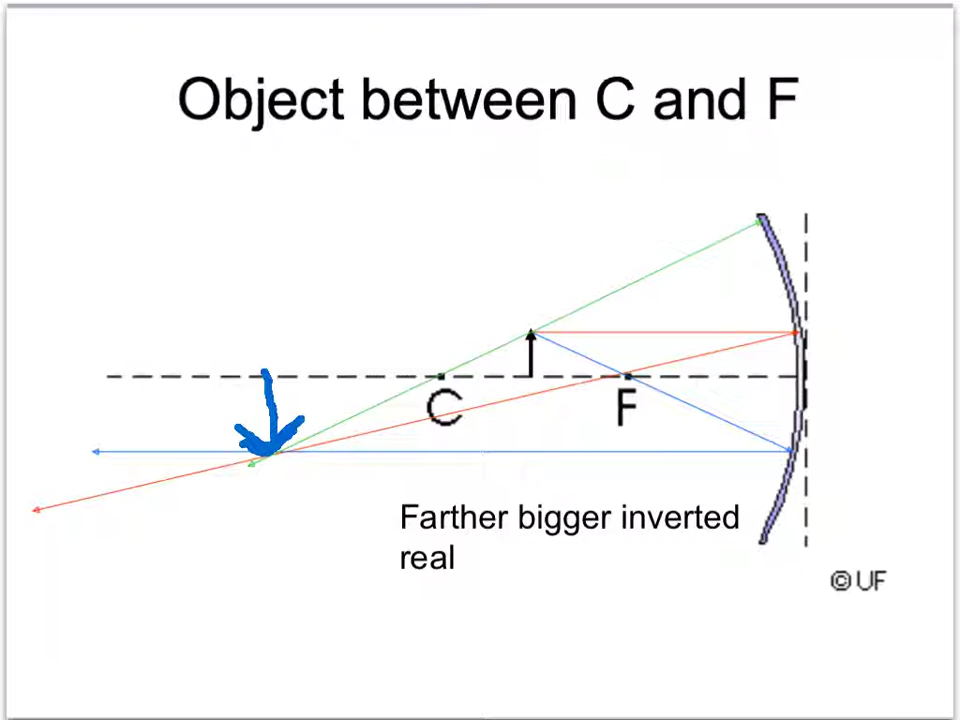 Object between C and F
C
F
Farther bigger inverted
real
©UF